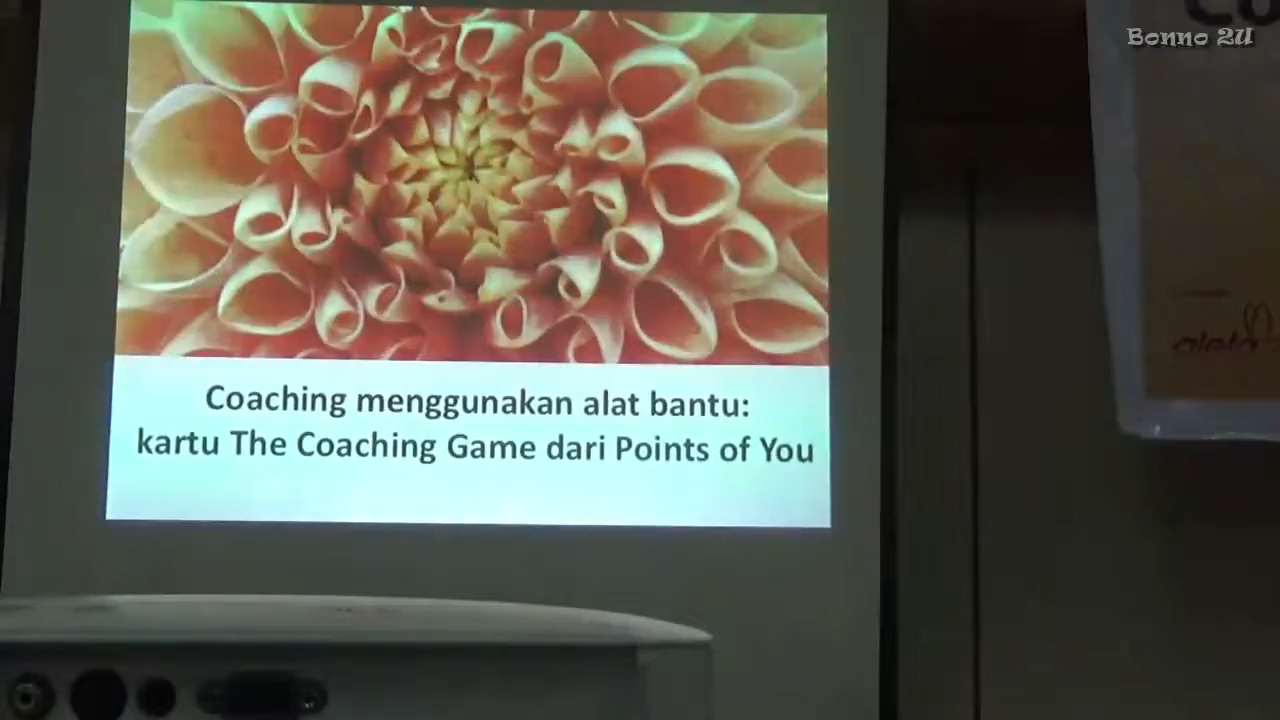 Bonno 2U
Coaching menggunakan alat bantu:
kartu The Coaching Game dari Points of You